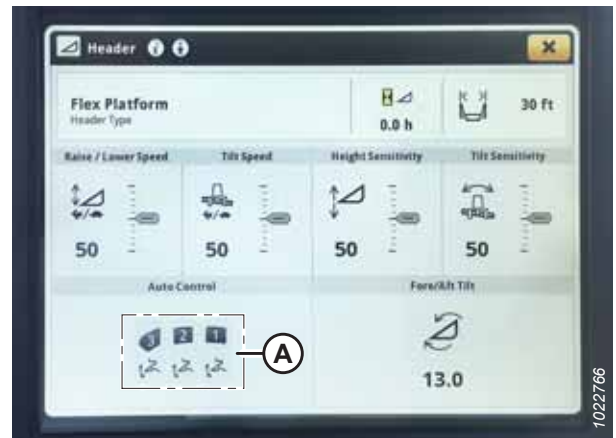 Header
Flex Platform
Header Type
0.0 h
30 ft
Raise / Lower Speed
Tilt Speed
Height Sensitivity
Tilt Sensitivity
50
50
50
50
Auto Control
Fore/Aft Tilt
3 2 1
A
13.0
1022766